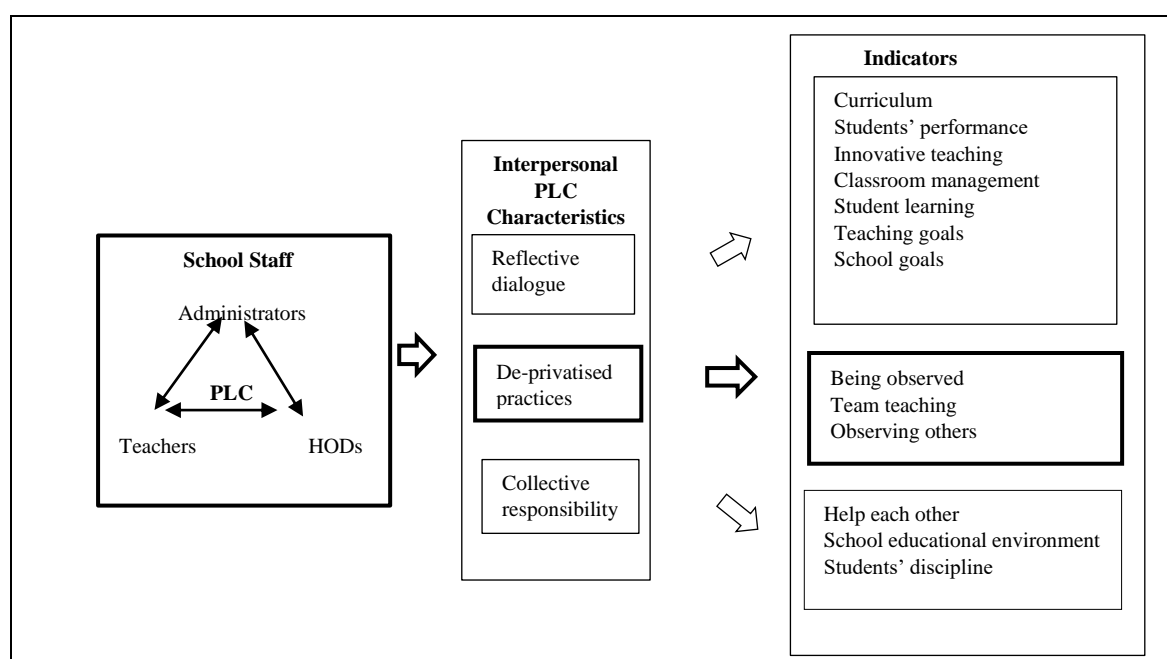 School Staff
Administrators
PLC
Teachers
HODs
Interpersonal
PLC
Characteristics
Reflective
dialogue
De-privatised
practices
Collective
responsibility
Indicators
Curriculum
Students’ performance
Innovative teaching
Classroom management
Student learning
Teaching goals
School goals
Being observed
Team teaching
Observing others
Help each other
School educational environment
Students’ discipline